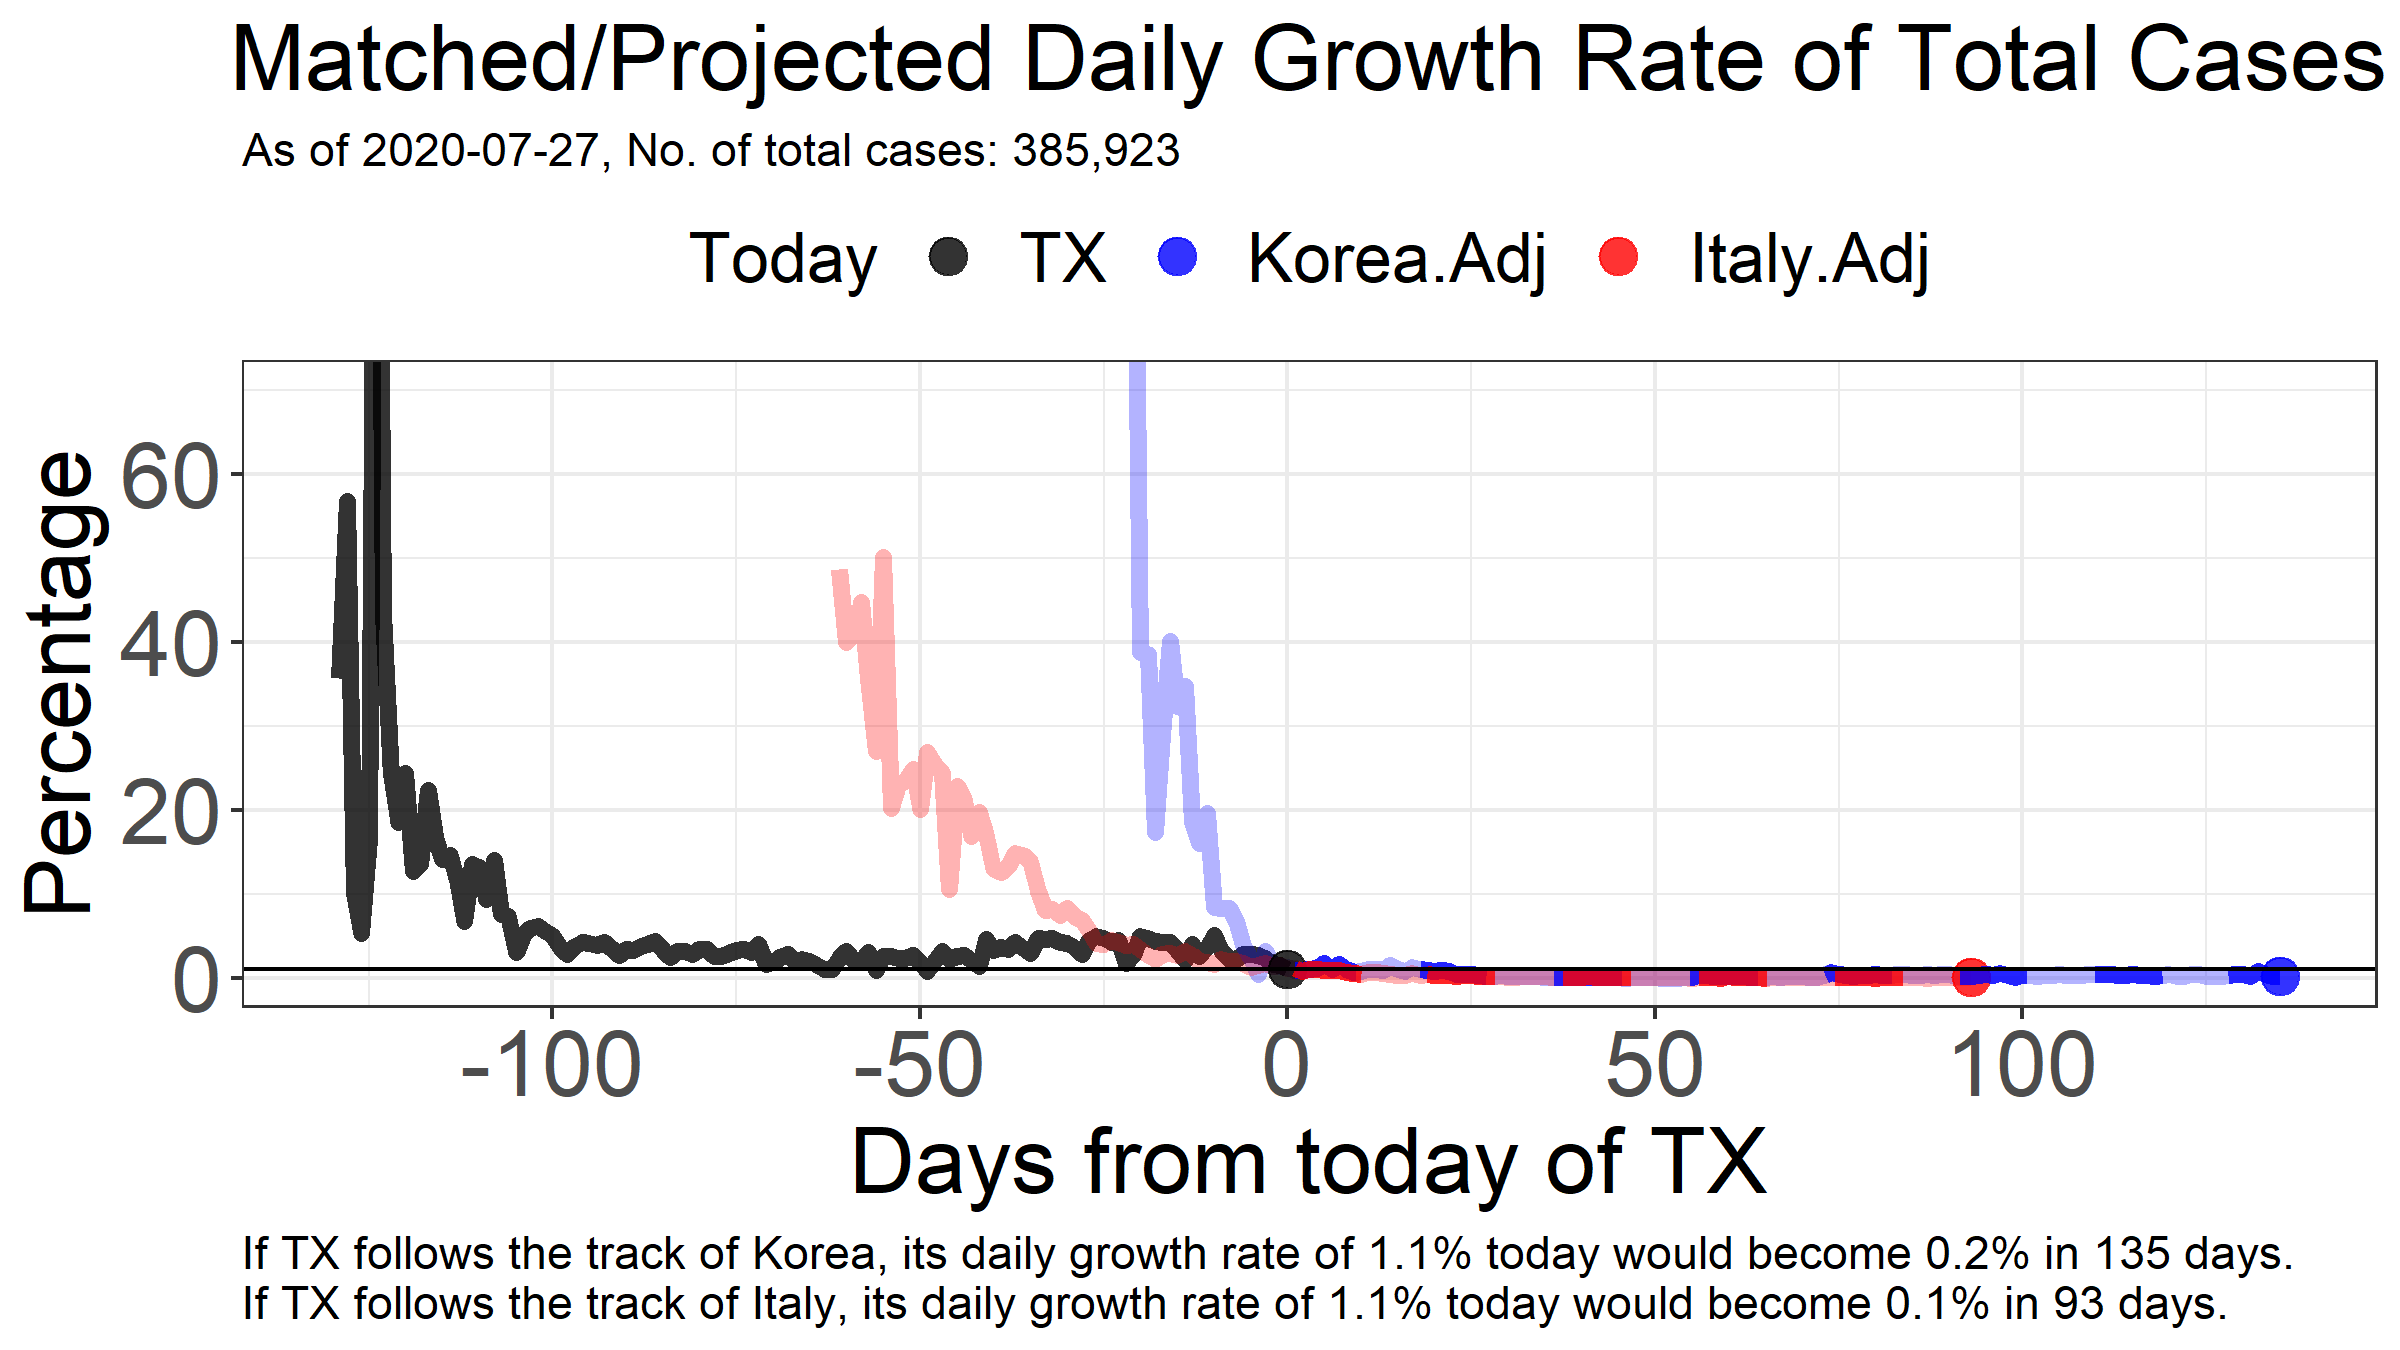 Matched/Projected Daily Growth Rate of Total Cases
As of 2020-07-27, No. of total cases: 385,923
Today TX Korea.Adj Italy.Adj
Percentage
60
40
20
0
-100 -50 0 50 100
Days from today of TX
If TX follows the track of Korea, its daily growth rate of 1.1% today would become 0.2% in 135 days.
If TX follows the track of Italy, its daily growth rate of 1.1% today would become 0.1% in 93 days.